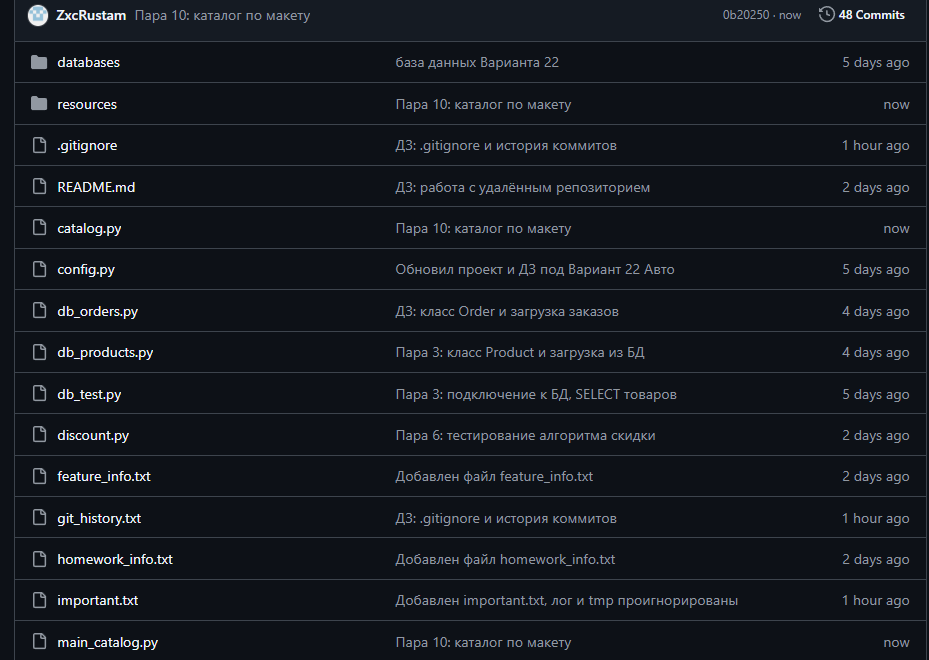 ZxcRustam Пара 10: каталог по макету 0b20250 · now 48 Commits
databases база данных Варианта 22 5 days ago
resources Пара 10: каталог по макету now
.gitignore ДЗ: .gitignore и история коммитов 1 hour ago
README.md ДЗ: работа с удалённым репозиторием 2 days ago
catalog.py Пара 10: каталог по макету now
config.py Обновил проект и ДЗ под Вариант 22 Авто 5 days ago
db_orders.py ДЗ: класс Order и загрузка заказов 4 days ago
db_products.py Пара 3: класс Product и загрузка из БД 4 days ago
db_test.py Пара 3: подключение к БД, SELECT товаров 5 days ago
discount.py Пара 6: тестирование алгоритма скидки 2 days ago
feature_info.txt Добавлен файл feature_info.txt 2 days ago
git_history.txt ДЗ: .gitignore и история коммитов 1 hour ago
homework_info.txt Добавлен файл homework_info.txt 2 days ago
important.txt Добавлен important.txt, лог и tmp проигнорированы 1 hour ago
main_catalog.py Пара 10: каталог по макету now